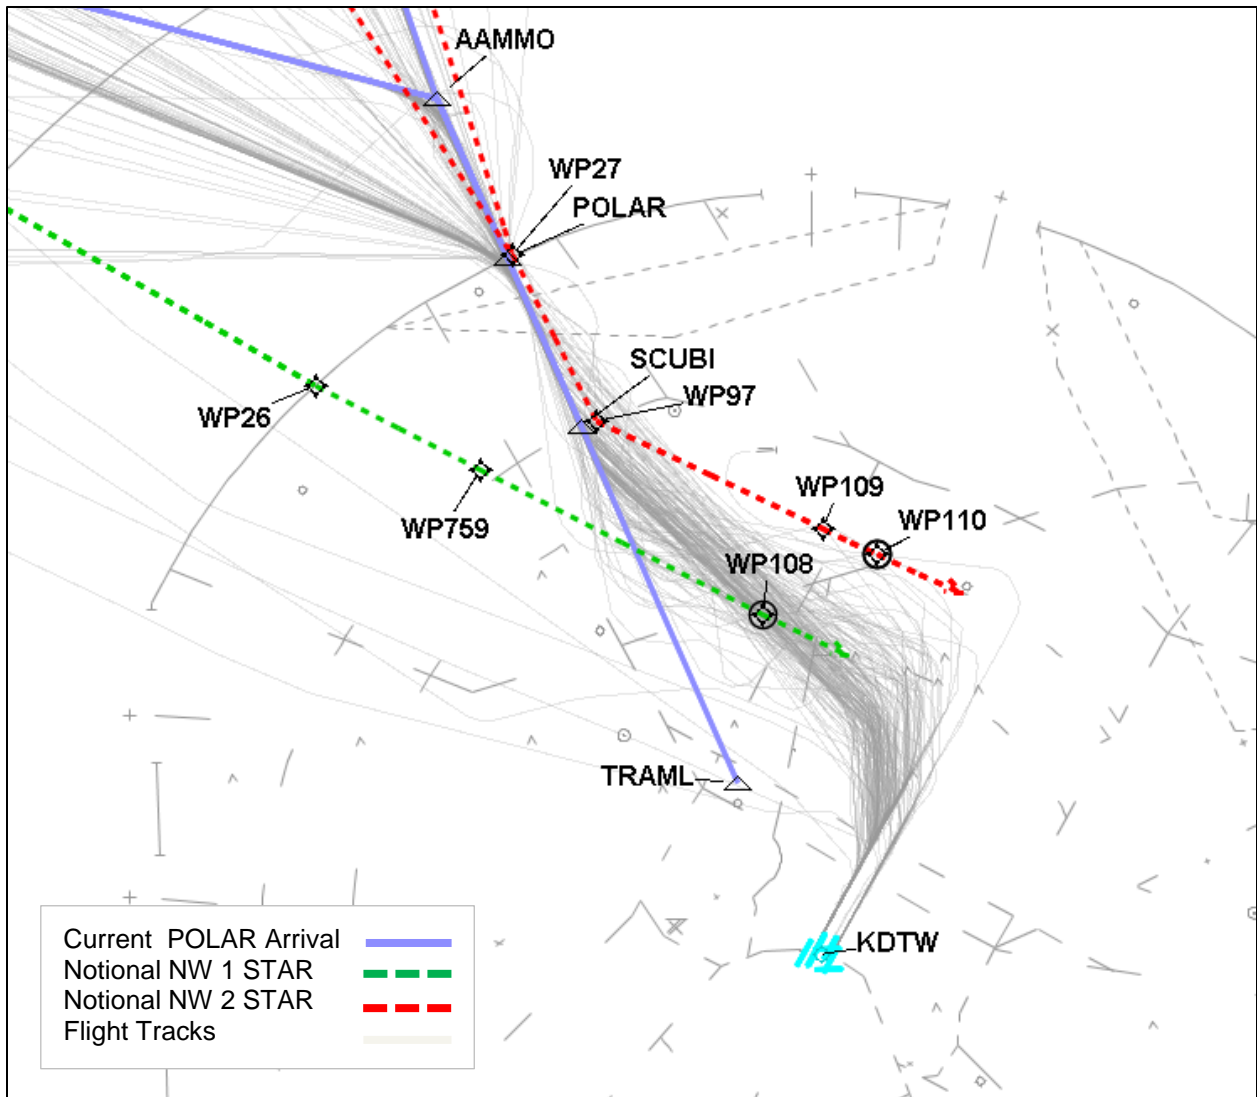 AAMMO
WP27
POLAR
SCUBI
WP97
WP26
WP759
WP109
WP110
WP108
TRAML
KDTW
Current POLAR Arrival
Notional NW 1 STAR
Notional NW 2 STAR
Flight Tracks